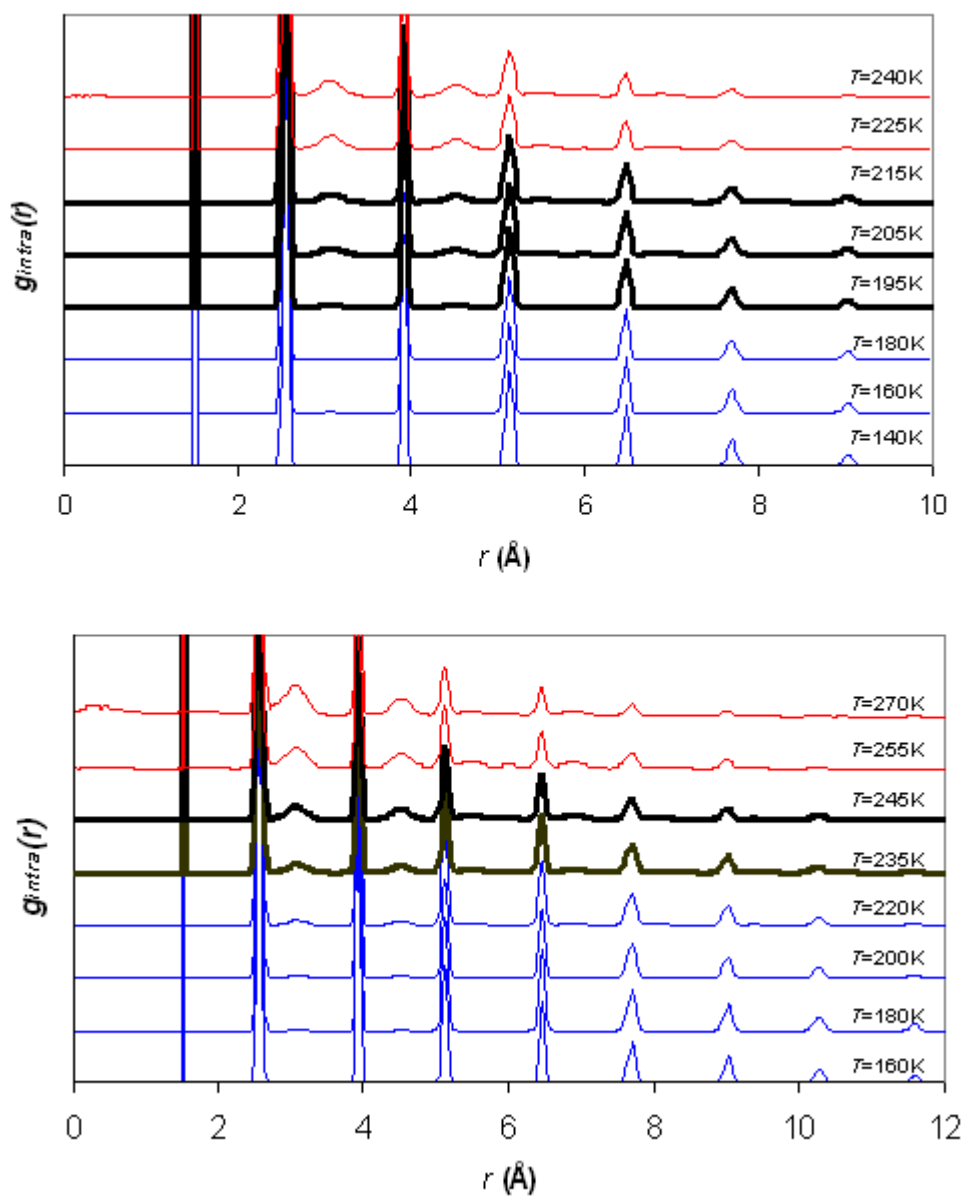 T=240K
T=225K
T=215K
T=205K
T=195K
T=180K
T=160K
T=140K
gintra(r)
0 2 4 6 8 10
r (Å)
T=270K
T=255K
T=245K
T=235K
T=220K
T=200K
T=180K
T=160K
gintra(r)
0 2 4 6 8 10 12
r (Å)